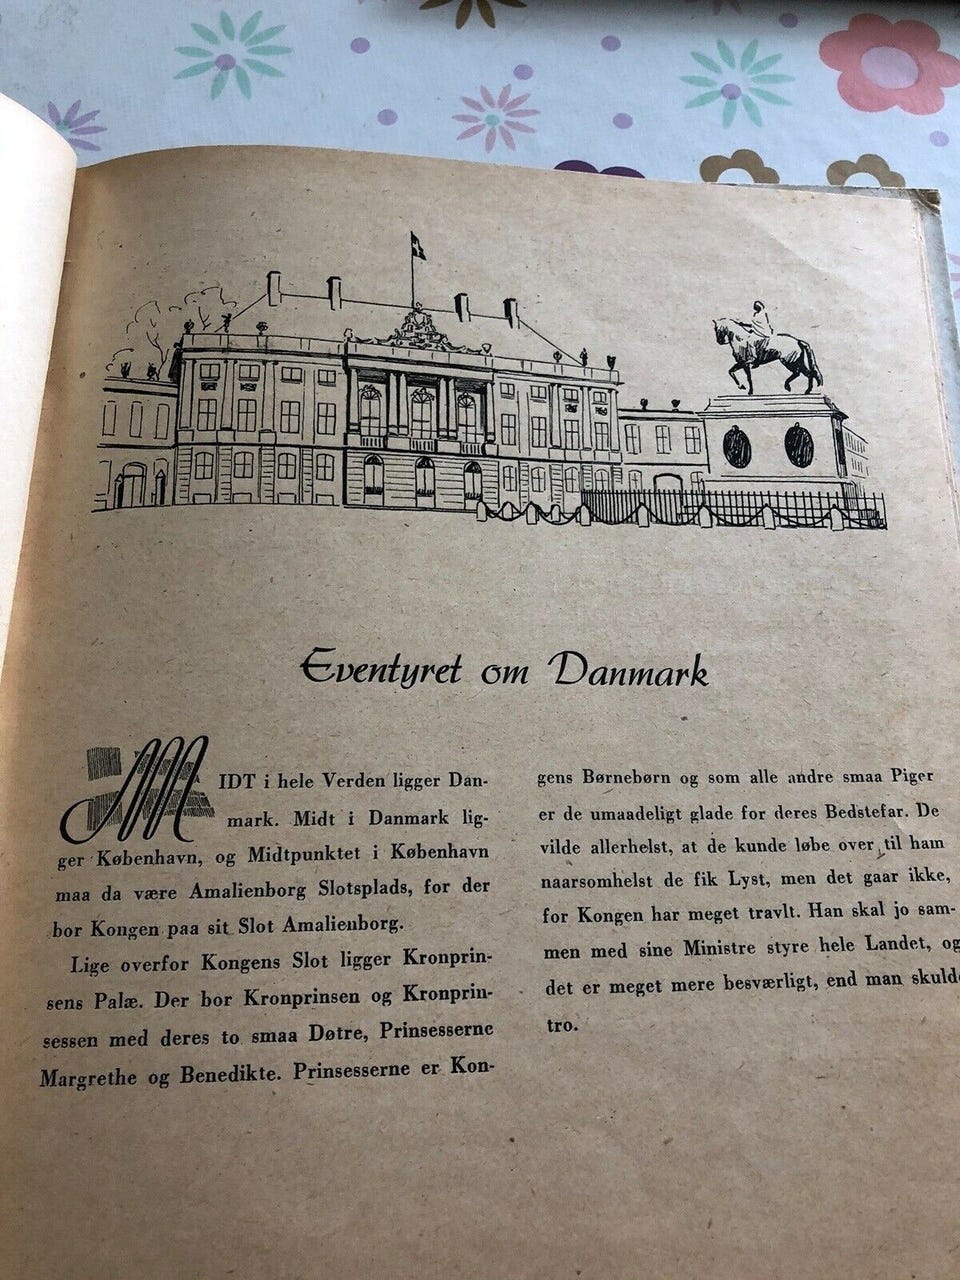 Eventyret om Danmark
MIDT i hele Verden ligger Dan-
mark. Midt i Danmark lig-
ger København, og Midtpunktet i København
maa da være Amalienborg Slotsplads, for der
bor Kongen paa sit Slot Amalienborg.
Lige overfor Kongens Slot ligger Kronprin-
sens Palæ. Der bor Kronprinsen og Kronprin-
sessen med deres to smaa Døtre, Prinsesserne
Margrethe og Benedikte. Prinsesserne er Kon-
gens Børnebørn og som alle andre smaa Piger
er de umaadeligt glade for deres Bedstefar. De
vilde allerhelst, at de kunde løbe over til ham
naarsomhelst de fik Lyst, men det gaar ikke,
for Kongen har meget travlt. Han skal jo sam-
men med sine Ministre styre hele Landet, og
det er meget mere besværligt, end man skulde
tro.